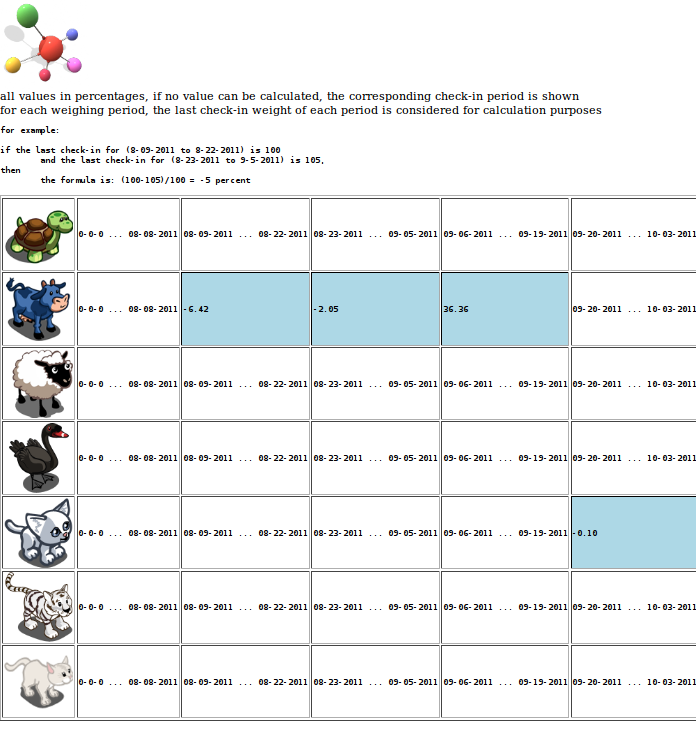 all values in percentages, if no value can be calculated, the corresponding check-in period is shown
for each weighing period, the last check-in weight of each period is considered for calculation purposes
for example:
if the last check-in for (8-09-2011 to 8-22-2011) is 100
and the last check-in for (8-23-2011 to 9-5-2011) is 105,
then
the formula is: (100-105)/100 = -5 percent
0-0-0 ... 08-08-2011 08-09-2011 ... 08-22-2011 08-23-2011 ... 09-05-2011 09-06-2011 ... 09-19-2011 09-20-2011 ... 10-03-2011
0-0-0 ... 08-08-2011 -6.42 -2.05 36.36 09-20-2011 ... 10-03-2011
0-0-0 ... 08-08-2011 08-09-2011 ... 08-22-2011 08-23-2011 ... 09-05-2011 09-06-2011 ... 09-19-2011 09-20-2011 ... 10-03-2011
0-0-0 ... 08-08-2011 08-09-2011 ... 08-22-2011 08-23-2011 ... 09-05-2011 09-06-2011 ... 09-19-2011 09-20-2011 ... 10-03-2011
0-0-0 ... 08-08-2011 08-09-2011 ... 08-22-2011 08-23-2011 ... 09-05-2011 09-06-2011 ... 09-19-2011 -0.10
0-0-0 ... 08-08-2011 08-09-2011 ... 08-22-2011 08-23-2011 ... 09-05-2011 09-06-2011 ... 09-19-2011 09-20-2011 ... 10-03-2011
0-0-0 ... 08-08-2011 08-09-2011 ... 08-22-2011 08-23-2011 ... 09-05-2011 09-06-2011 ... 09-19-2011 09-20-2011 ... 10-03-2011